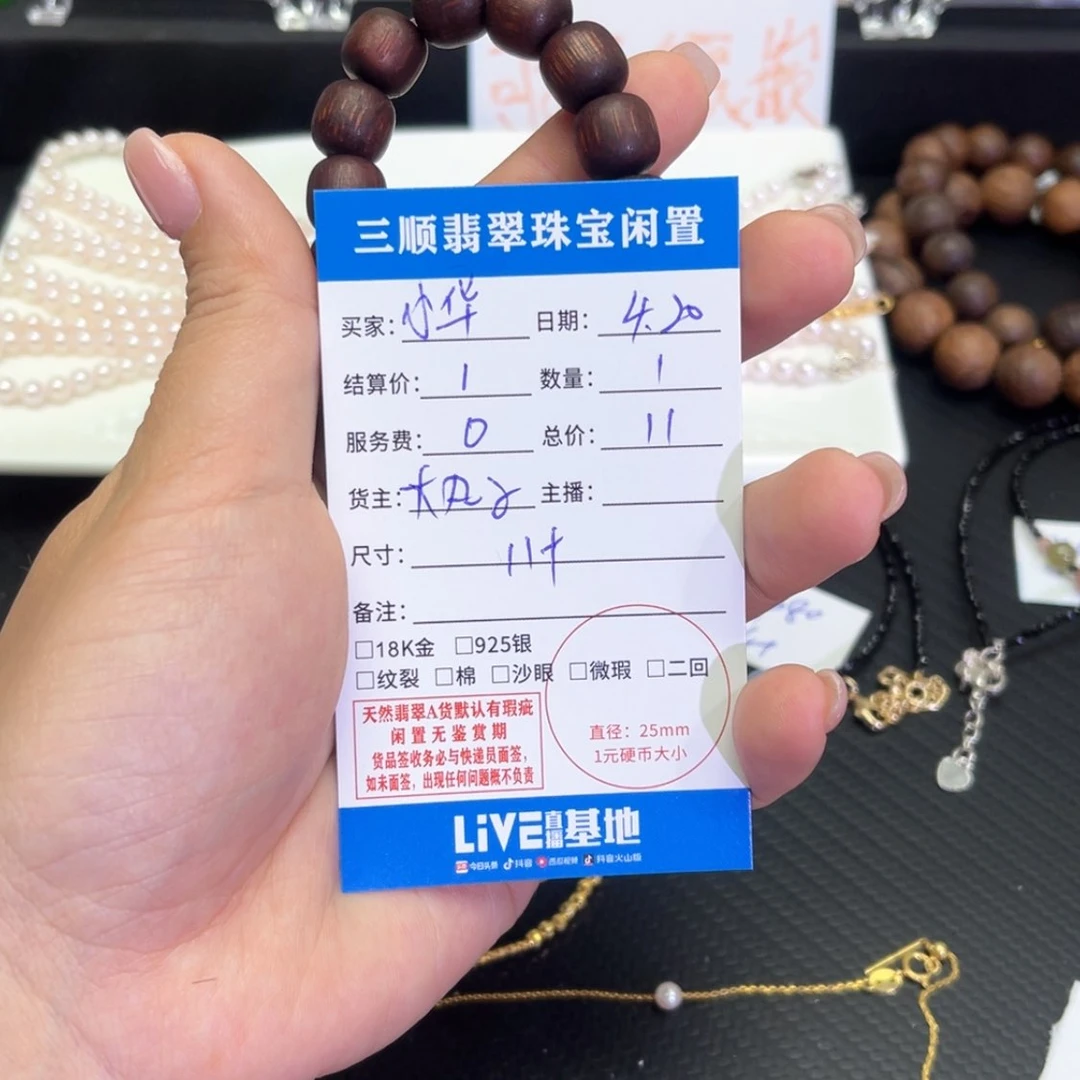 三顺翡翠珠宝闲置
买家：小华 日期：4.20
结算价：1 数量：1
服务费：0 总价：11
货主： 主播：
尺寸：11寸
备注：
□18K金 □925银
□纹裂 □棉 □沙眼 □微瑕 □二回
天然翡翠A货默认有瑕疵
闲置无鉴赏期
货品签收务必与快递员面签，
如未面签，出现任何问题概不负责
直径：25mm
1元硬币大小
LiVE直播基地
今日头条 抖音 西瓜视频 抖音火山版